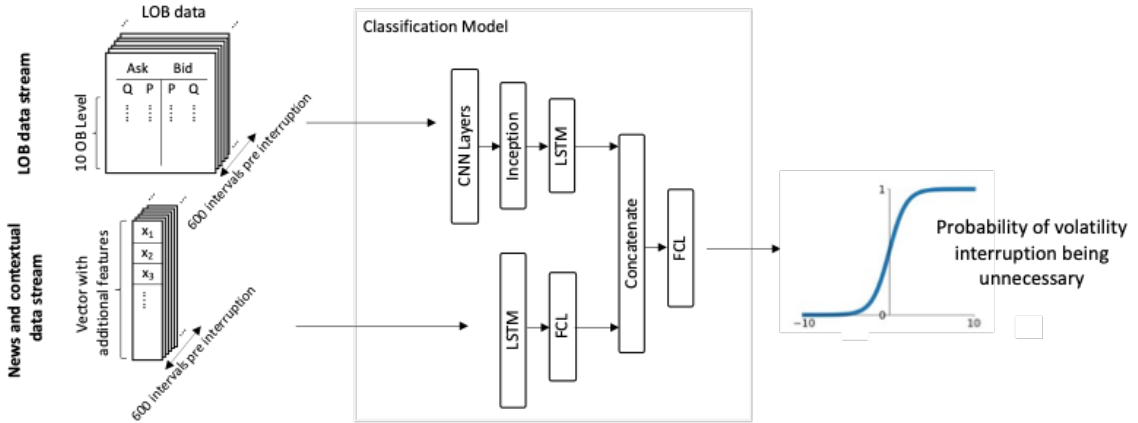 LOB data
Classification Model
LOB data stream
10 OB Level
Ask Bid
Q P P Q
600 intervals pre interruption
CNN Layers
Inception
LSTM
News and contextual
data stream
Vector with
additional features
x1
x2
x3
600 intervals pre interruption
LSTM
FCL
Concatenate
FCL
1
0
-10
10
Probability of volatility
interruption being
unnecessary